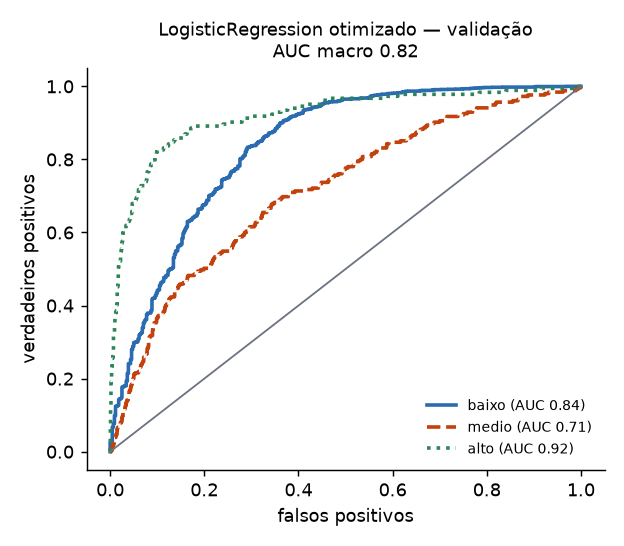 LogisticRegression otimizado — validação
AUC macro 0.82
verdadeiros positivos
1.0
0.8
0.6
0.4
0.2
0.0
baixo (AUC 0.84)
medio (AUC 0.71)
alto (AUC 0.92)
0.0 0.2 0.4 0.6 0.8 1.0
falsos positivos